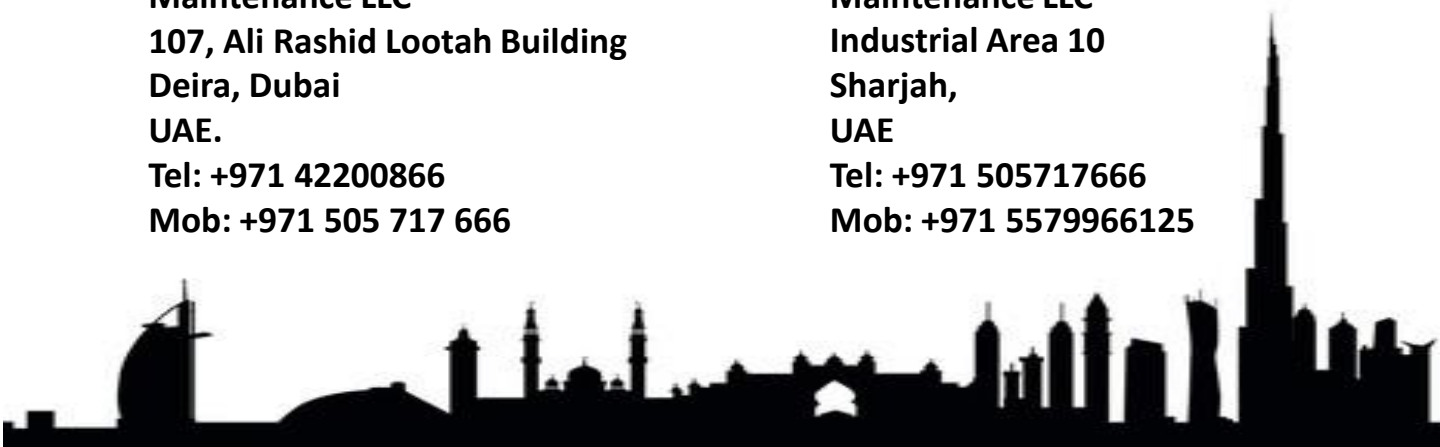 Maintenance LLC
107, Ali Rashid Lootah Building
Deira, Dubai
UAE.
Tel: +971 42200866
Mob: +971 505 717 666
Maintenance LLC
Industrial Area 10
Sharjah,
UAE
Tel: +971 505717666
Mob: +971 5579966125